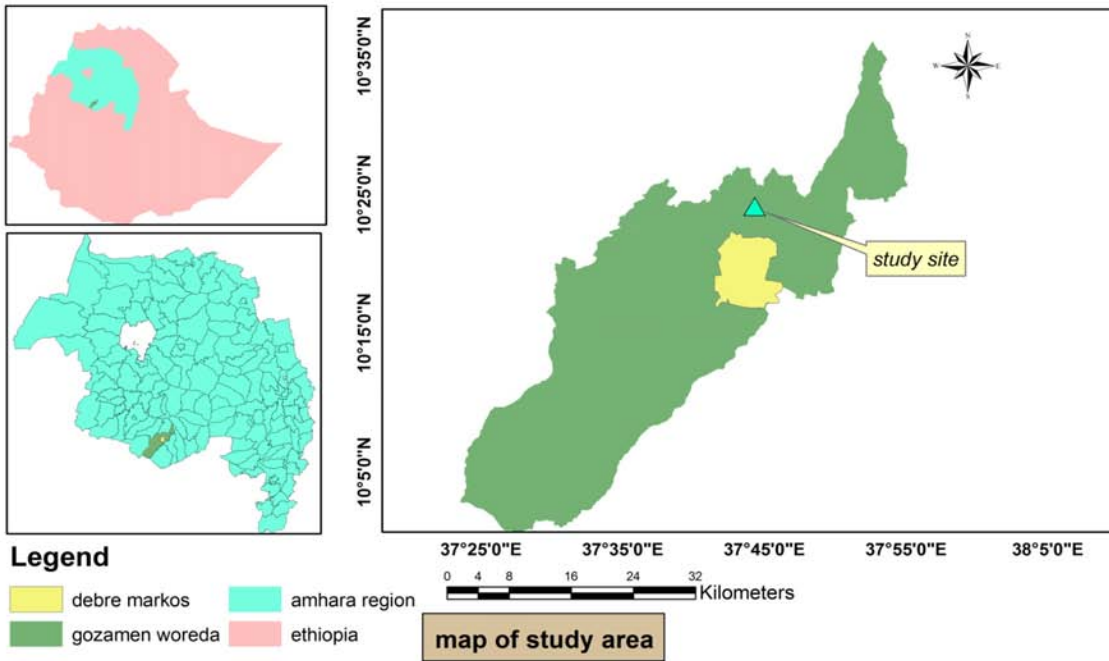 10°35'0"N
10°25'0"N
10°15'0"N
10°5'0"N
N
W
E
S
study site
37°25'0"E
37°35'0"E
37°45'0"E
37°55'0"E
38°5'0"E
0 4 8 16 24 32
Kilometers
Legend
debre markos
amhara region
gozamen woreda
ethiopia
map of study area